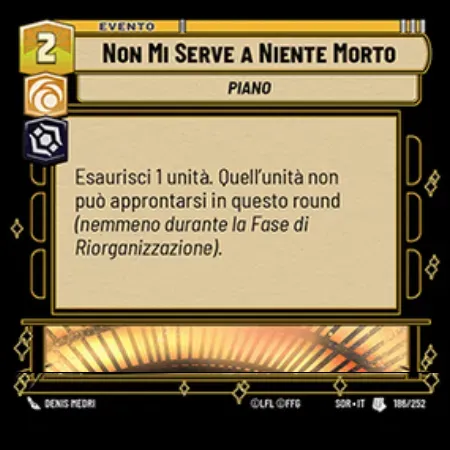 EVENTO
2
NON MI SERVE A NIENTE MORTO
PIANO
Esaurisci 1 unità. Quell'unità non
può approntarsi in questo round
(nemmeno durante la Fase di
Riorganizzazione).
DENIS MEDRI
©LFL ©FFG
SOR • IT
186/252